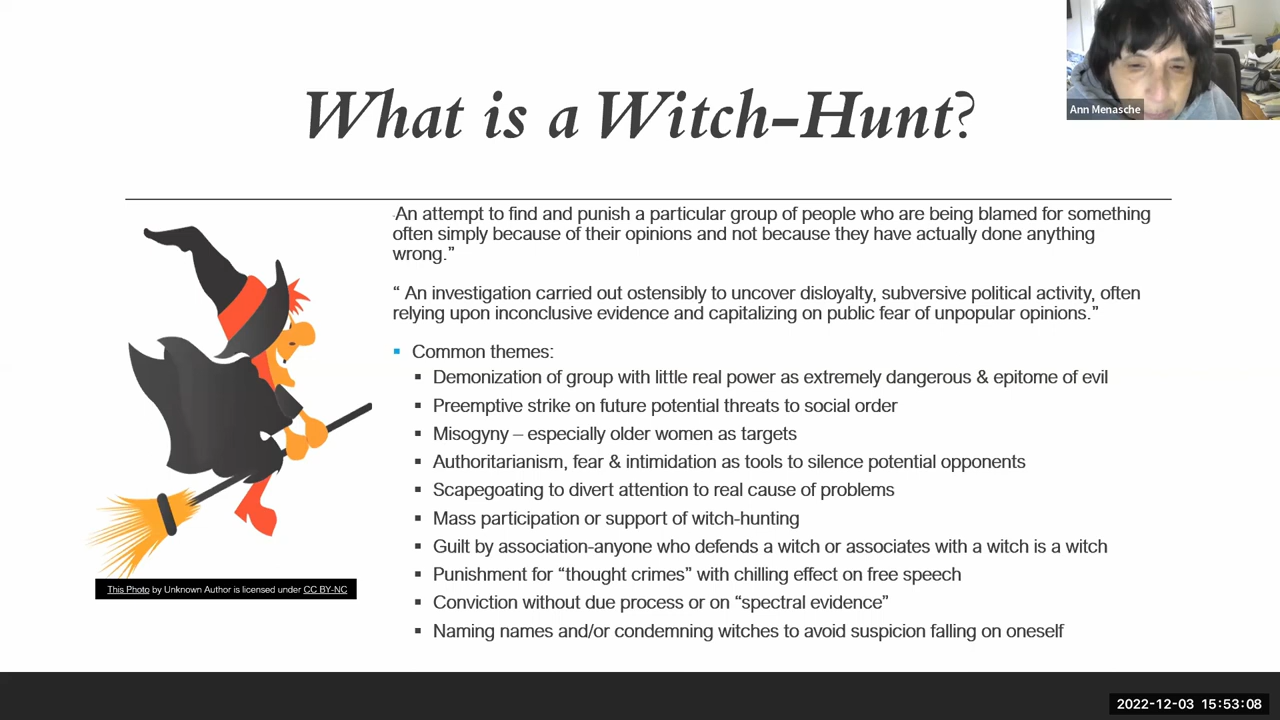 Ann Menasche
What is a Witch-Hunt?
An attempt to find and punish a particular group of people who are being blamed for something
often simply because of their opinions and not because they have actually done anything
wrong.”
“ An investigation carried out ostensibly to uncover disloyalty, subversive political activity, often
relying upon inconclusive evidence and capitalizing on public fear of unpopular opinions.”
▪ Common themes:
▪ Demonization of group with little real power as extremely dangerous & epitome of evil
▪ Preemptive strike on future potential threats to social order
▪ Misogyny – especially older women as targets
▪ Authoritarianism, fear & intimidation as tools to silence potential opponents
▪ Scapegoating to divert attention to real cause of problems
▪ Mass participation or support of witch-hunting
▪ Guilt by association-anyone who defends a witch or associates with a witch is a witch
▪ Punishment for “thought crimes” with chilling effect on free speech
▪ Conviction without due process or on “spectral evidence”
▪ Naming names and/or condemning witches to avoid suspicion falling on oneself
This Photo by Unknown Author is licensed under CC BY-NC
2022-12-03 15:53:08